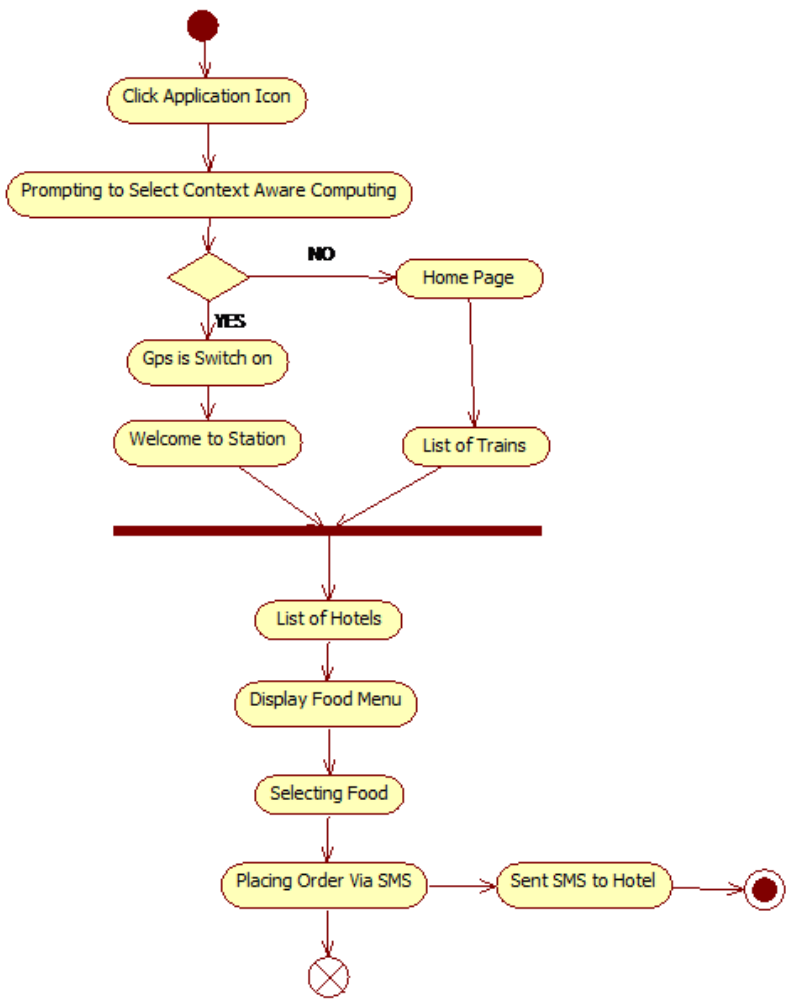 Click Application Icon
Prompting to Select Context Aware Computing
NO
Home Page
YES
Gps is Switch on
Welcome to Station
List of Trains
List of Hotels
Display Food Menu
Selecting Food
Placing Order Via SMS
Sent SMS to Hotel